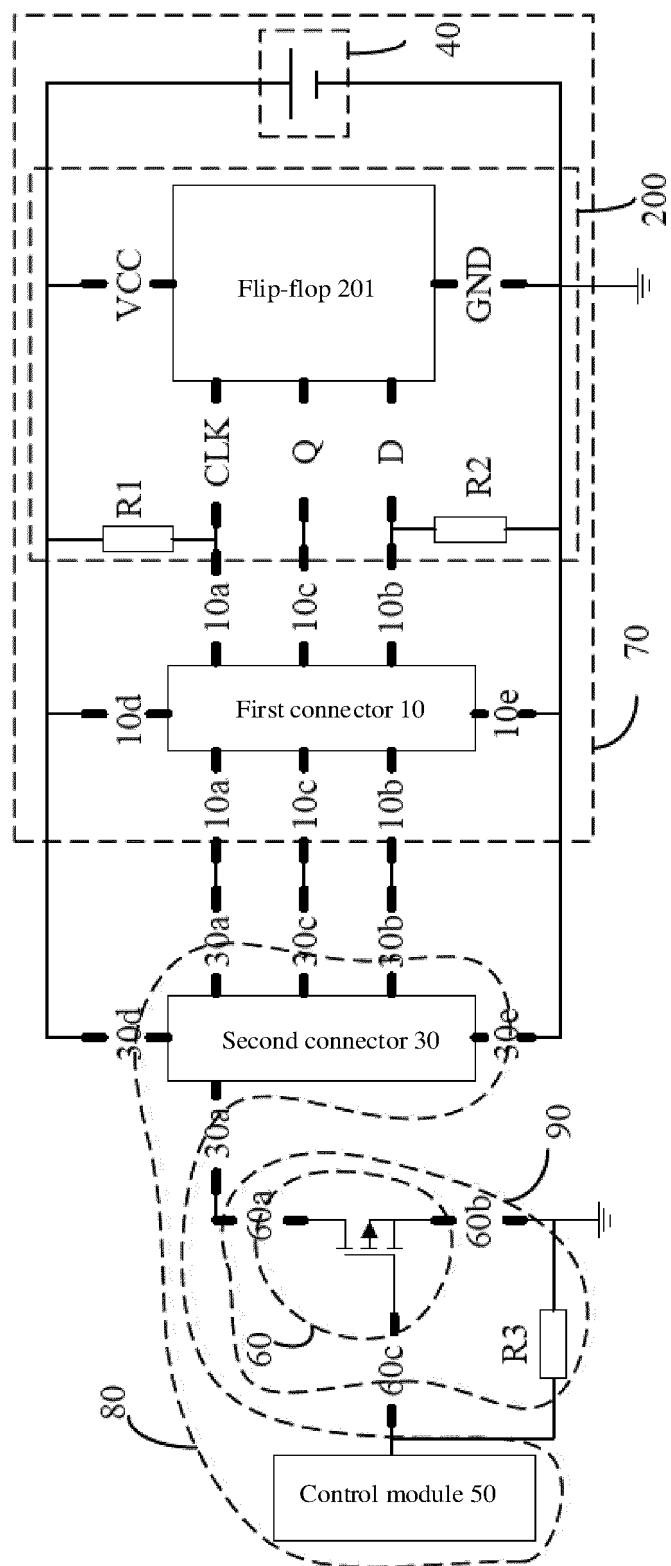 40
200
VCC
Flip-flop 201
GND
CLK
Q
D
R1
R2
10a
10c
10b
70
10d
First connector 10
10e
10a
10c
10b
30a
30c
30b
30d
Second connector 30
30e
30a
90
60a
60b
60
60c
R3
80
Control module 50